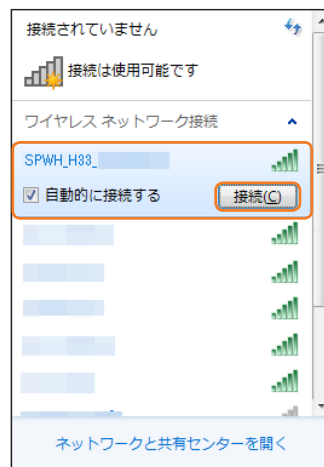 接続されていません
接続は使用可能です
ワイヤレス ネットワーク接続
SPWH_H33_
自動的に接続する
接続(C)
ネットワークと共有センターを開く